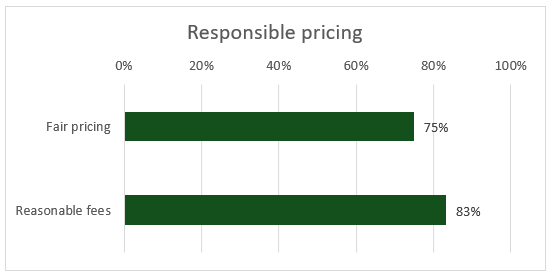 Responsible pricing
0% 20% 40% 60% 80% 100%
Fair pricing 75%
Reasonable fees 83%